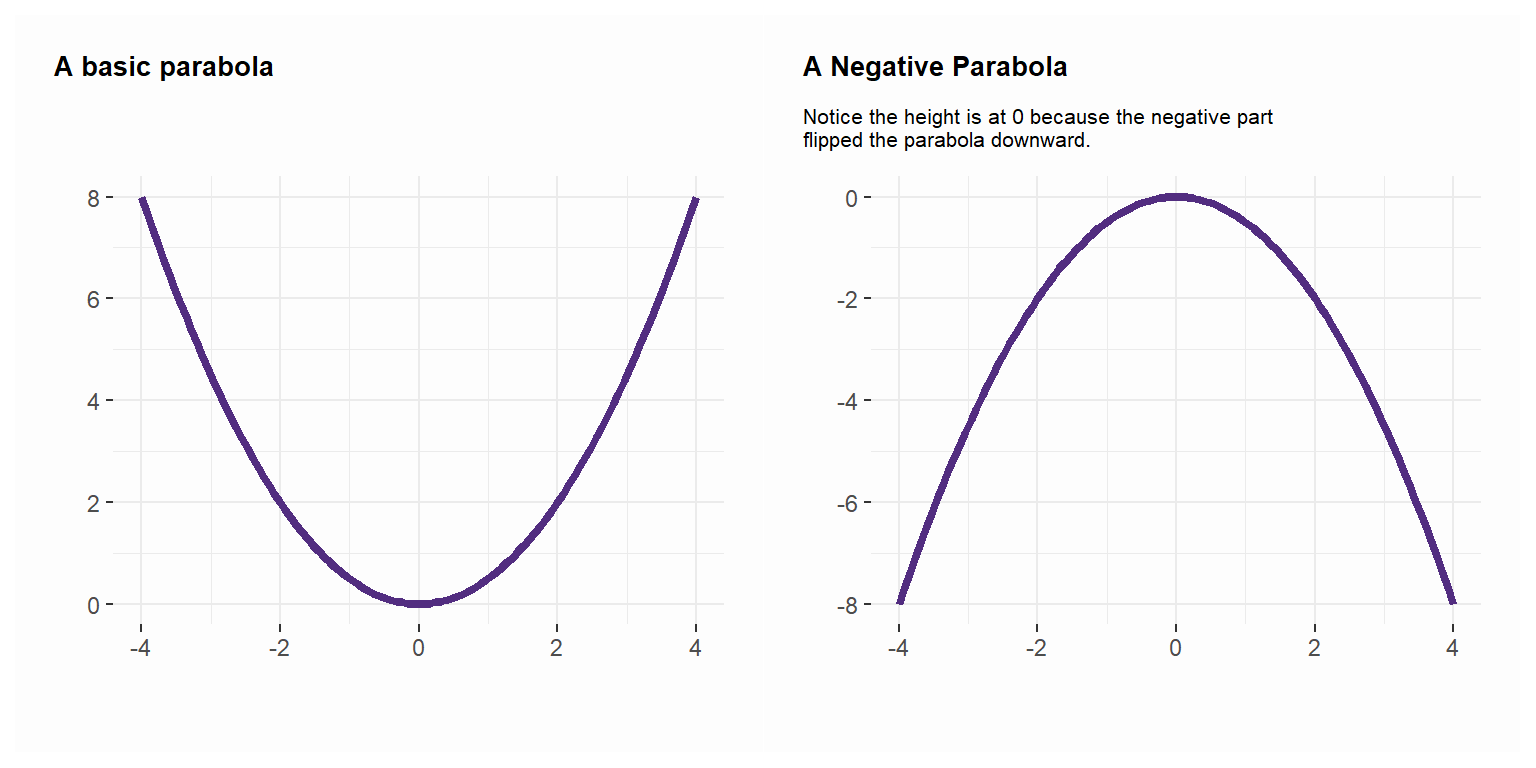 A basic parabola
8
6
4
2
0
-4 -2 0 2 4
A Negative Parabola
Notice the height is at 0 because the negative part
flipped the parabola downward.
0
-2
-4
-6
-8
-4 -2 0 2 4